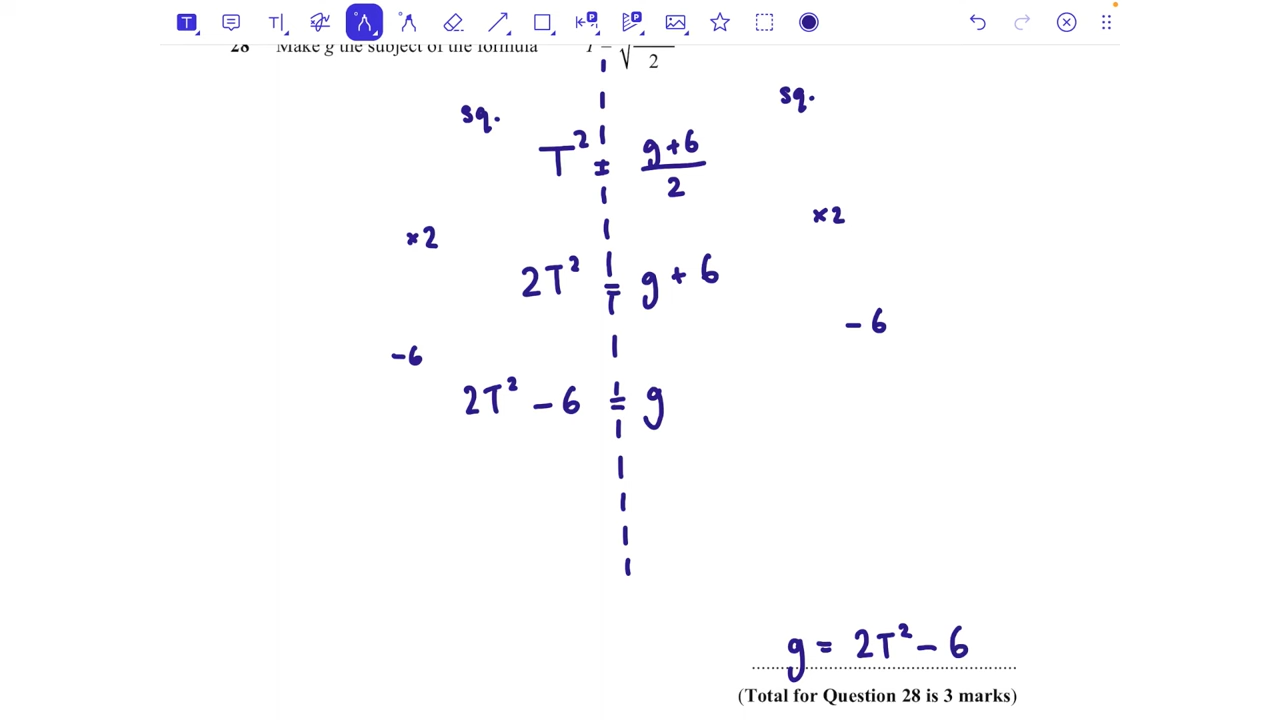 28 Make g the subject of the formula T = √ 2
sq. sq.
T² = g+6 / 2
×2 ×2
2T² = g + 6
-6 -6
2T² - 6 = g
g = 2T² - 6
(Total for Question 28 is 3 marks)